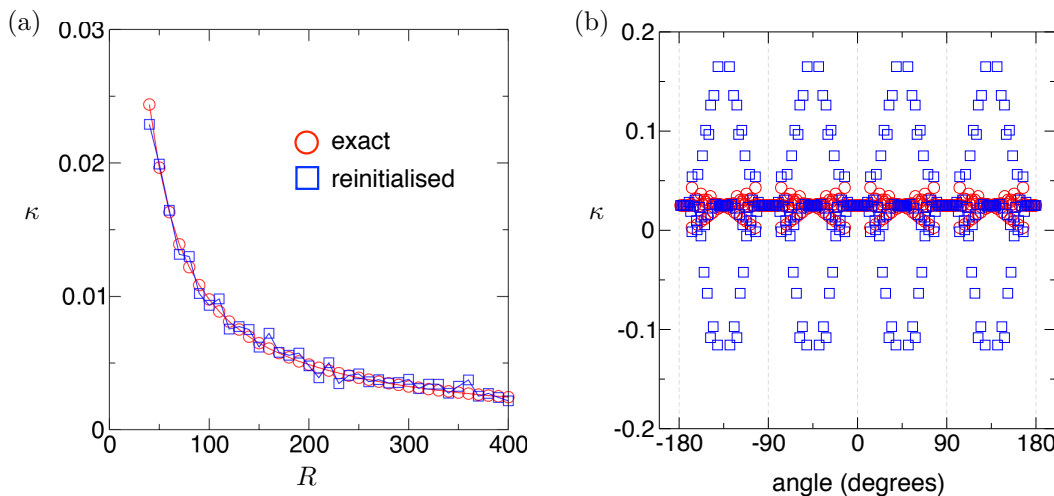 (a)
0.03
0.02
0.01
0
κ
exact
reinitialised
0 100 200 300 400
R
(b)
0.2
0.1
0
-0.1
-0.2
κ
-180 -90 0 90 180
angle (degrees)